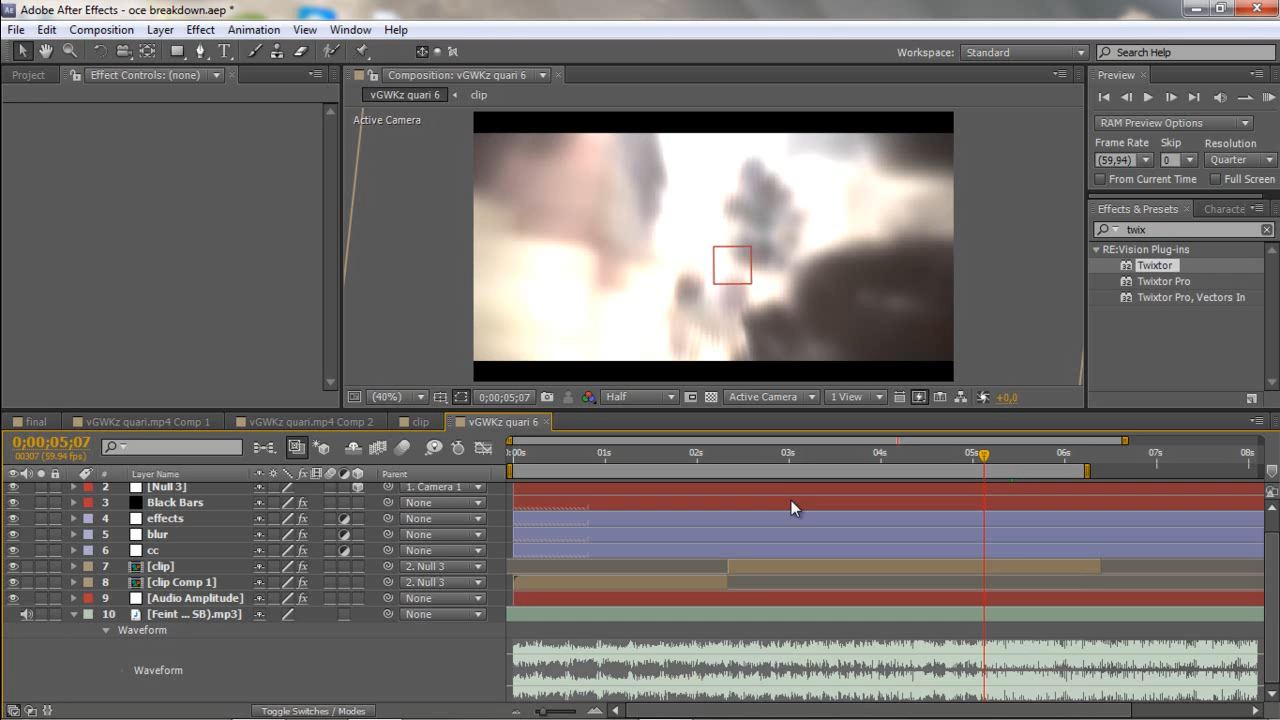 Adobe After Effects - oce breakdown.aep *
File Edit Composition Layer Effect Animation View Window Help
Workspace: Standard Search Help
Project Effect Controls: (none) Composition: vGWKz quari 6 Preview
vGWKz quari 6 clip
Active Camera
RAM Preview Options
Frame Rate Skip Resolution
(59,94) 0 Quarter
From Current Time Full Screen
Effects & Presets Characte
twix
RE:Vision Plug-ins
Twixtor
Twixtor Pro
Twixtor Pro, Vectors In
(40%) 0;00;05;07 Half Active Camera 1 View +0,0
final vGWKz quari.mp4 Comp 1 vGWKz quari.mp4 Comp 2 clip vGWKz quari 6
0;00;05;07
00307 (59.94 fps)
:00s 01s 02s 03s 04s 05s 06s 07s 08s
# Layer Name Parent
2 [Null 3] 1. Camera 1
3 Black Bars None
4 effects None
5 blur None
6 cc None
7 [clip] 2. Null 3
8 [clip Comp 1] 2. Null 3
9 [Audio Amplitude] None
10 [Feint ... SB).mp3] None
Waveform
Waveform
Toggle Switches / Modes